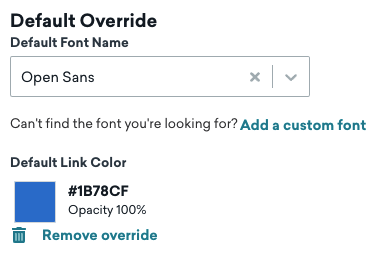 Default Override
Default Font Name
Open Sans
Can't find the font you're looking for? Add a custom font
Default Link Color
#1B78CF
Opacity 100%
Remove override